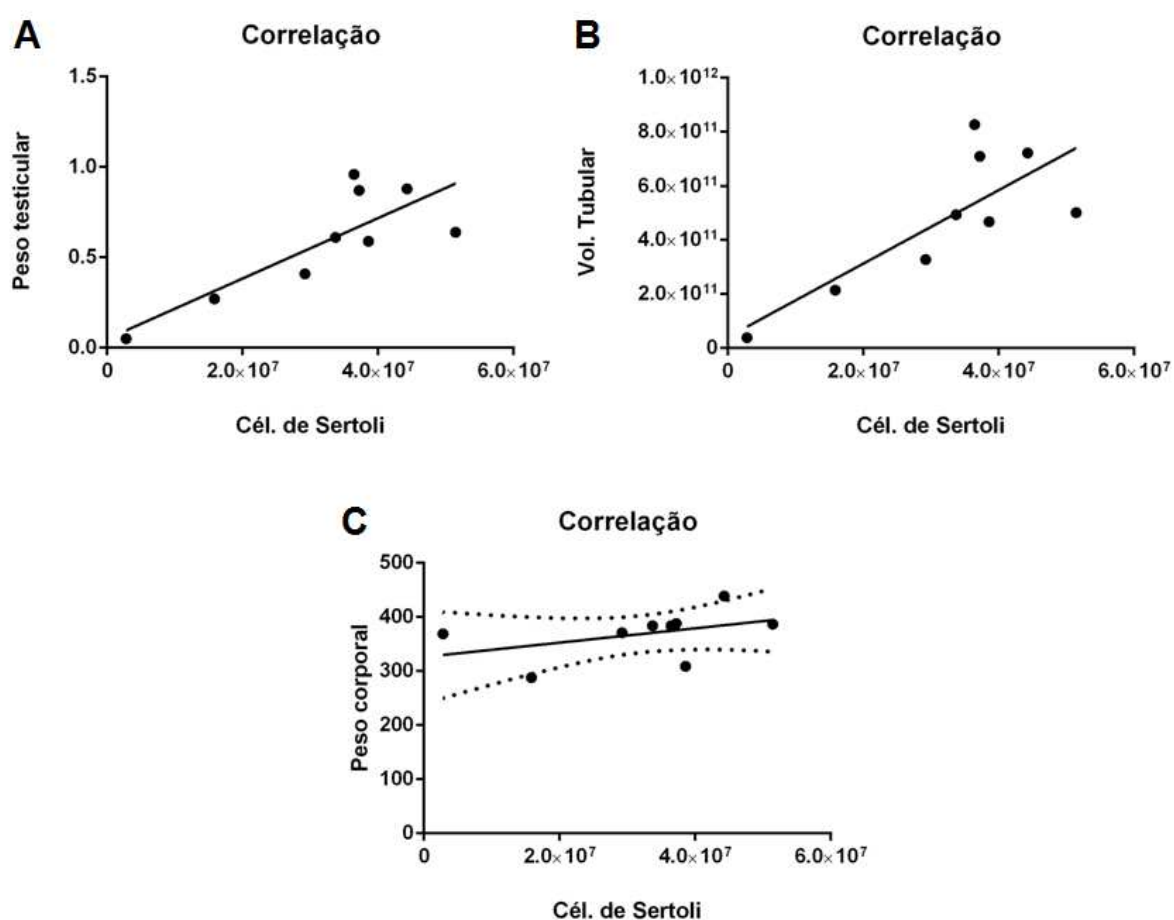 A
Correlação
1.5
1.0
0.5
0.0
Peso testicular
0
2.0×10⁷
4.0×10⁷
6.0×10⁷
Cél. de Sertoli
B
Correlação
1.0×10¹²
8.0×10¹¹
6.0×10¹¹
4.0×10¹¹
2.0×10¹¹
0
Vol. Tubular
0
2.0×10⁷
4.0×10⁷
6.0×10⁷
Cél. de Sertoli
C
Correlação
500
400
300
200
100
0
Peso corporal
0
2.0×10⁷
4.0×10⁷
6.0×10⁷
Cél. de Sertoli